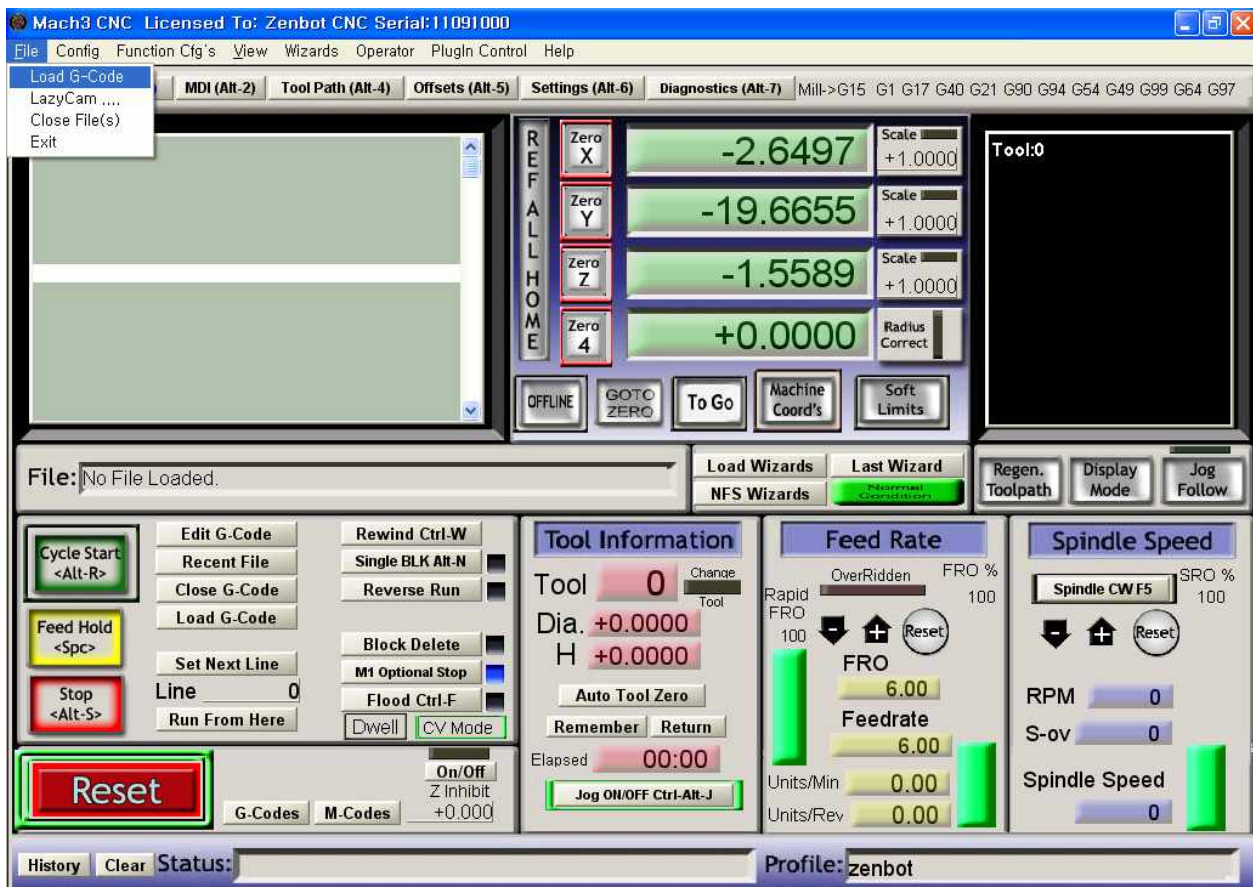 Mach3 CNC Licensed To: Zenbot CNC Serial:11091000
File Config Function Cfg's View Wizards Operator PlugIn Control Help
Load G-Code
LazyCam ....
Close File(s)
Exit
MDI (Alt-2) Tool Path (Alt-4) Offsets (Alt-5) Settings (Alt-6) Diagnostics (Alt-7) Mill->G15 G1 G17 G40 G21 G90 G94 G54 G49 G99 G64 G97
REF ALL HOME
Zero X -2.6497 Scale +1.0000
Zero Y -19.6655 Scale +1.0000
Zero Z -1.5589 Scale +1.0000
Zero 4 +0.0000 Radius Correct
OFFLINE GOTO ZERO To Go Machine Coord's Soft Limits
Tool:0
File: No File Loaded.
Load Wizards Last Wizard
NFS Wizards Normal Condition
Regen. Toolpath Display Mode Jog Follow
Cycle Start <Alt-R>
Feed Hold <Spc>
Stop <Alt-S>
Edit G-Code
Recent File
Close G-Code
Load G-Code
Set Next Line
Line 0
Run From Here
Rewind Ctrl-W
Single BLK Alt-N
Reverse Run
Block Delete
M1 Optional Stop
Flood Ctrl-F
Dwell CV Mode
Reset
G-Codes M-Codes
On/Off
Z Inhibit
+0.000
Tool Information
Tool 0 Change Tool
Dia. +0.0000
H +0.0000
Auto Tool Zero
Remember Return
Elapsed 00:00
Jog ON/OFF Ctrl-Alt-J
Feed Rate
OverRidden FRO %
100
Rapid FRO
100
Reset
FRO
6.00
Feedrate
6.00
Units/Min 0.00
Units/Rev 0.00
Spindle Speed
Spindle CW F5 SRO %
100
Reset
RPM 0
S-ov 0
Spindle Speed
0
History Clear Status: Profile: zenbot